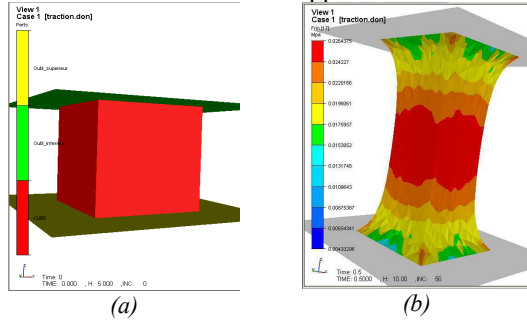 View 1
Case 1 [traction.don]
Parts
Outil_superieur
Outil_inferieur
CUBE
Time: 0
TIME: 0.000 , H: 5.000 , INC: 0
(a)
View 1
Case 1 [traction.don]
Mpa
0.0264375
0.024227
0.0220166
0.0198061
0.0175957
0.0153852
0.0131748
0.0109643
0.00875387
0.00654341
0.00433296
Time: 0.5
TIME: 0.5000 , H: 10.00 , INC: 50
(b)